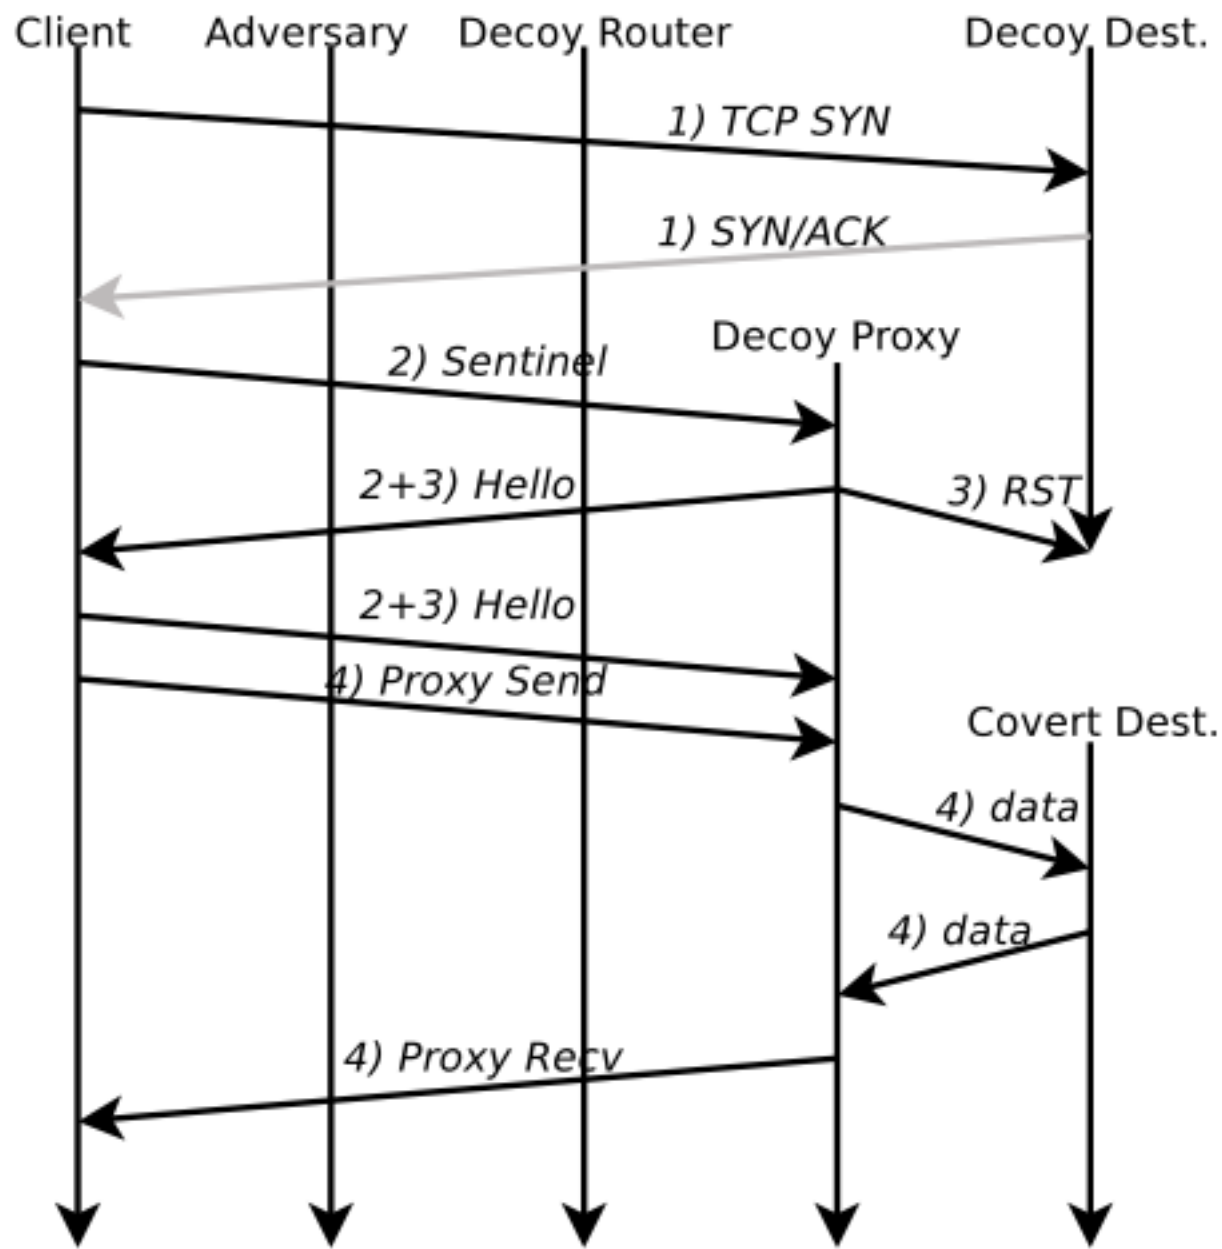 Client Adversary Decoy Router Decoy Dest.
1) TCP SYN
1) SYN/ACK
Decoy Proxy
2) Sentinel
2+3) Hello
3) RST
2+3) Hello
4) Proxy Send
Covert Dest.
4) data
4) data
4) Proxy Recv